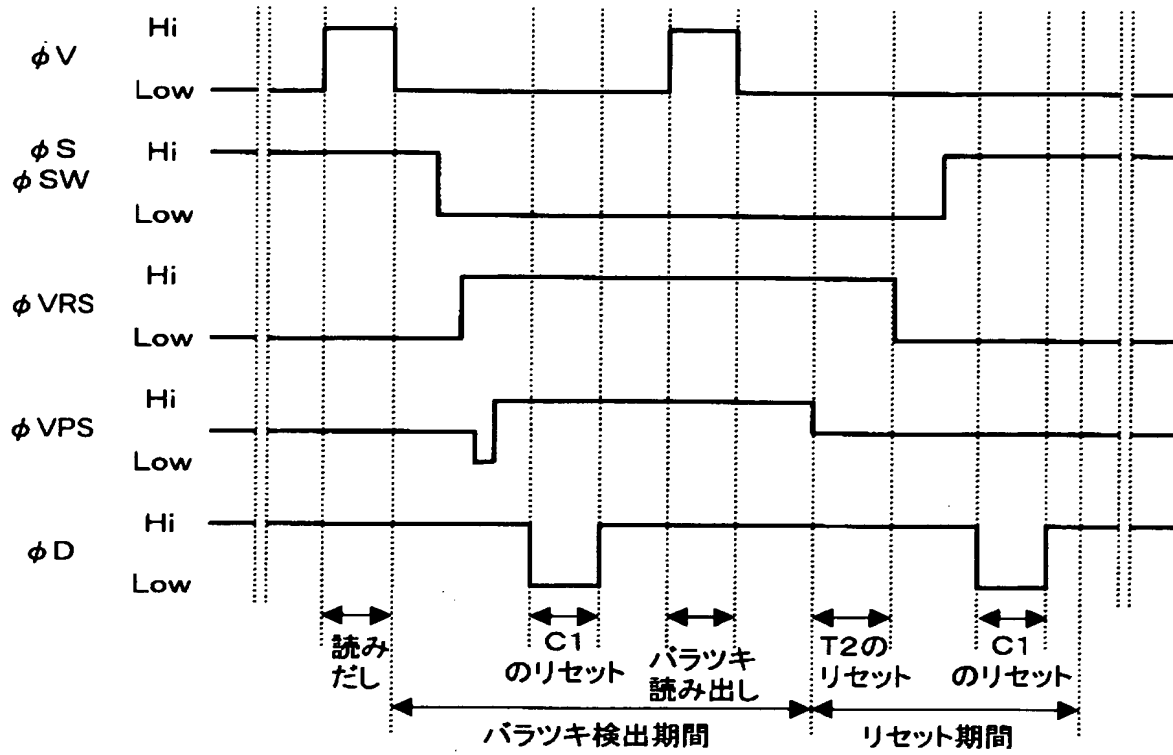 φV
Hi
Low
φS
φSW
Hi
Low
φVRS
Hi
Low
φVPS
Hi
Low
φD
Hi
Low
読み
だし
C1
のリセット
バラツキ
読み出し
T2の
リセット
C1
のリセット
バラツキ検出期間
リセット期間